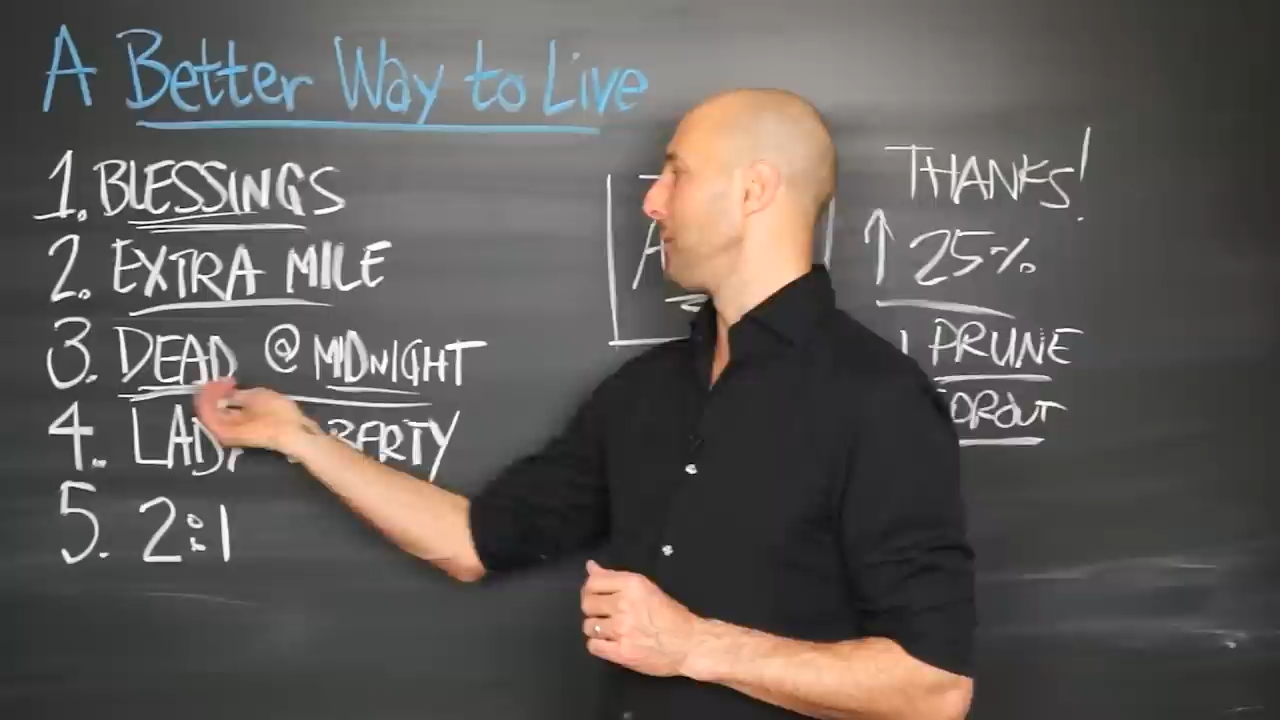 A Better Way to Live
1. BLESSINGS
2. EXTRA MILE
3. DEAD @ MIDNIGHT
4. LADY
5. 2:1
THANKS!
↑ 25%
PRUNE